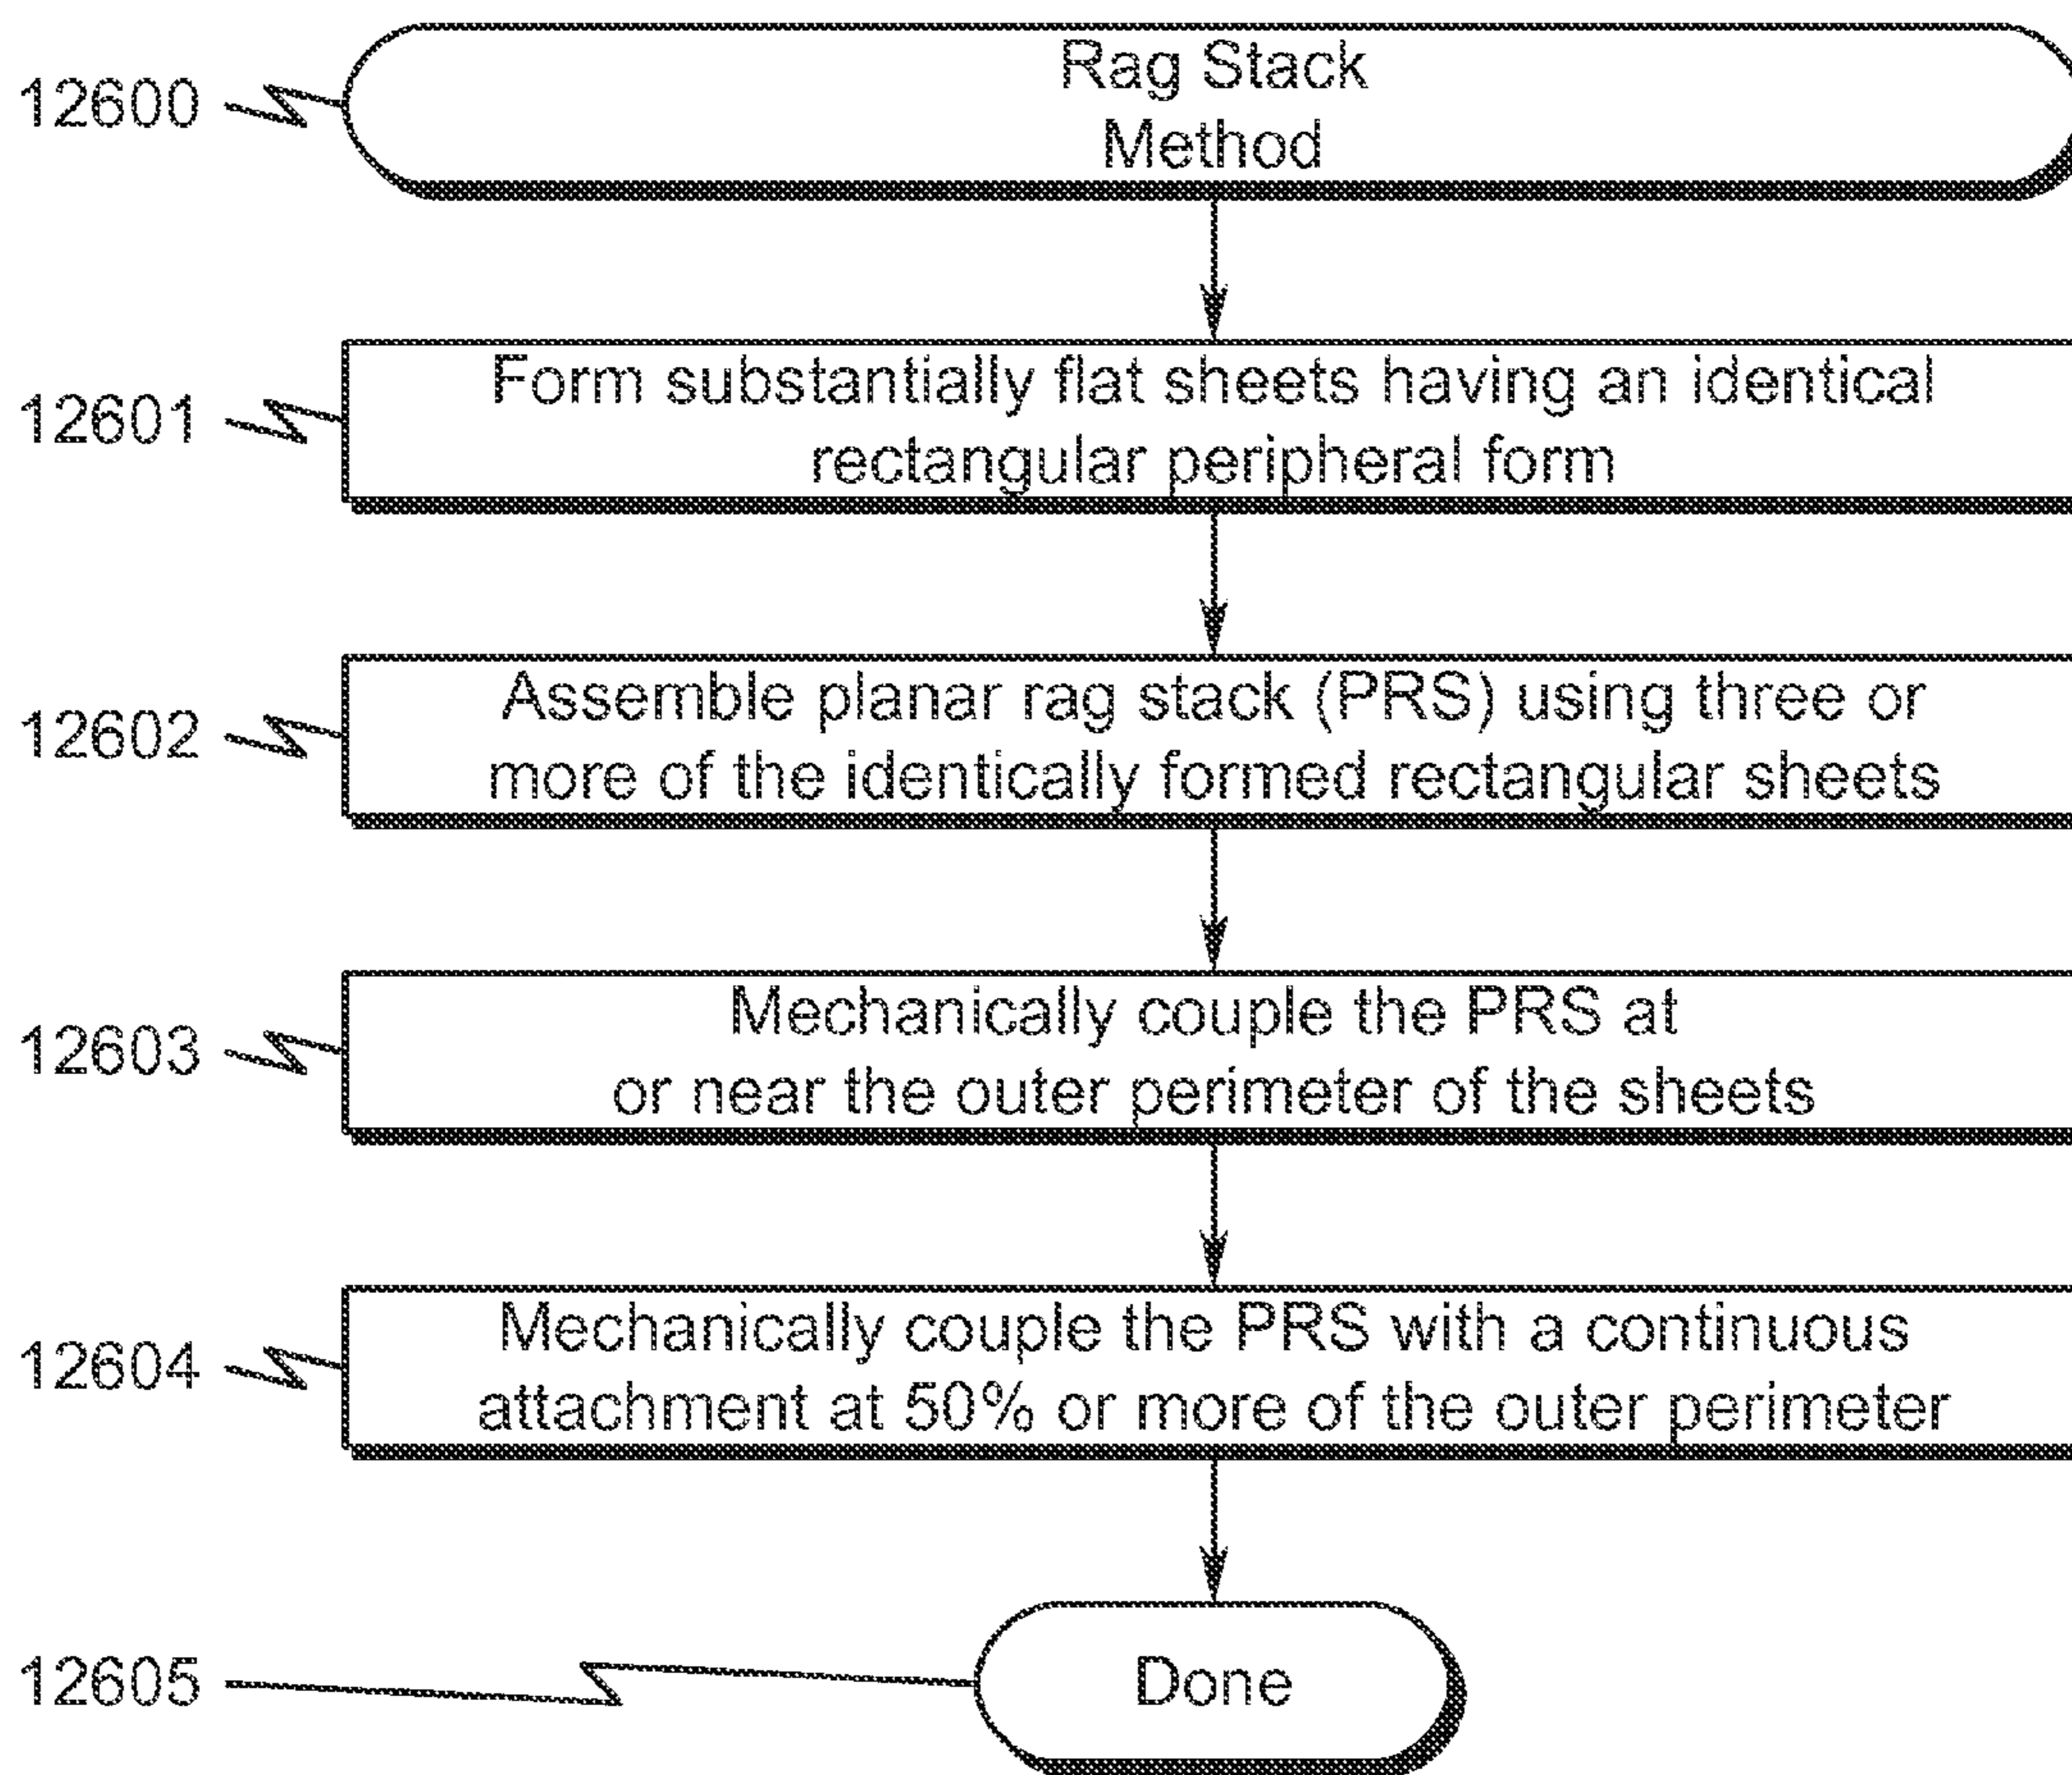 12600
Rag Stack
Method
12601
Form substantially flat sheets having an identical
rectangular peripheral form
12602
Assemble planar rag stack (PRS) using three or
more of the identically formed rectangular sheets
12603
Mechanically couple the PRS at
or near the outer perimeter of the sheets
12604
Mechanically couple the PRS with a continuous
attachment at 50% or more of the outer perimeter
12605
Done